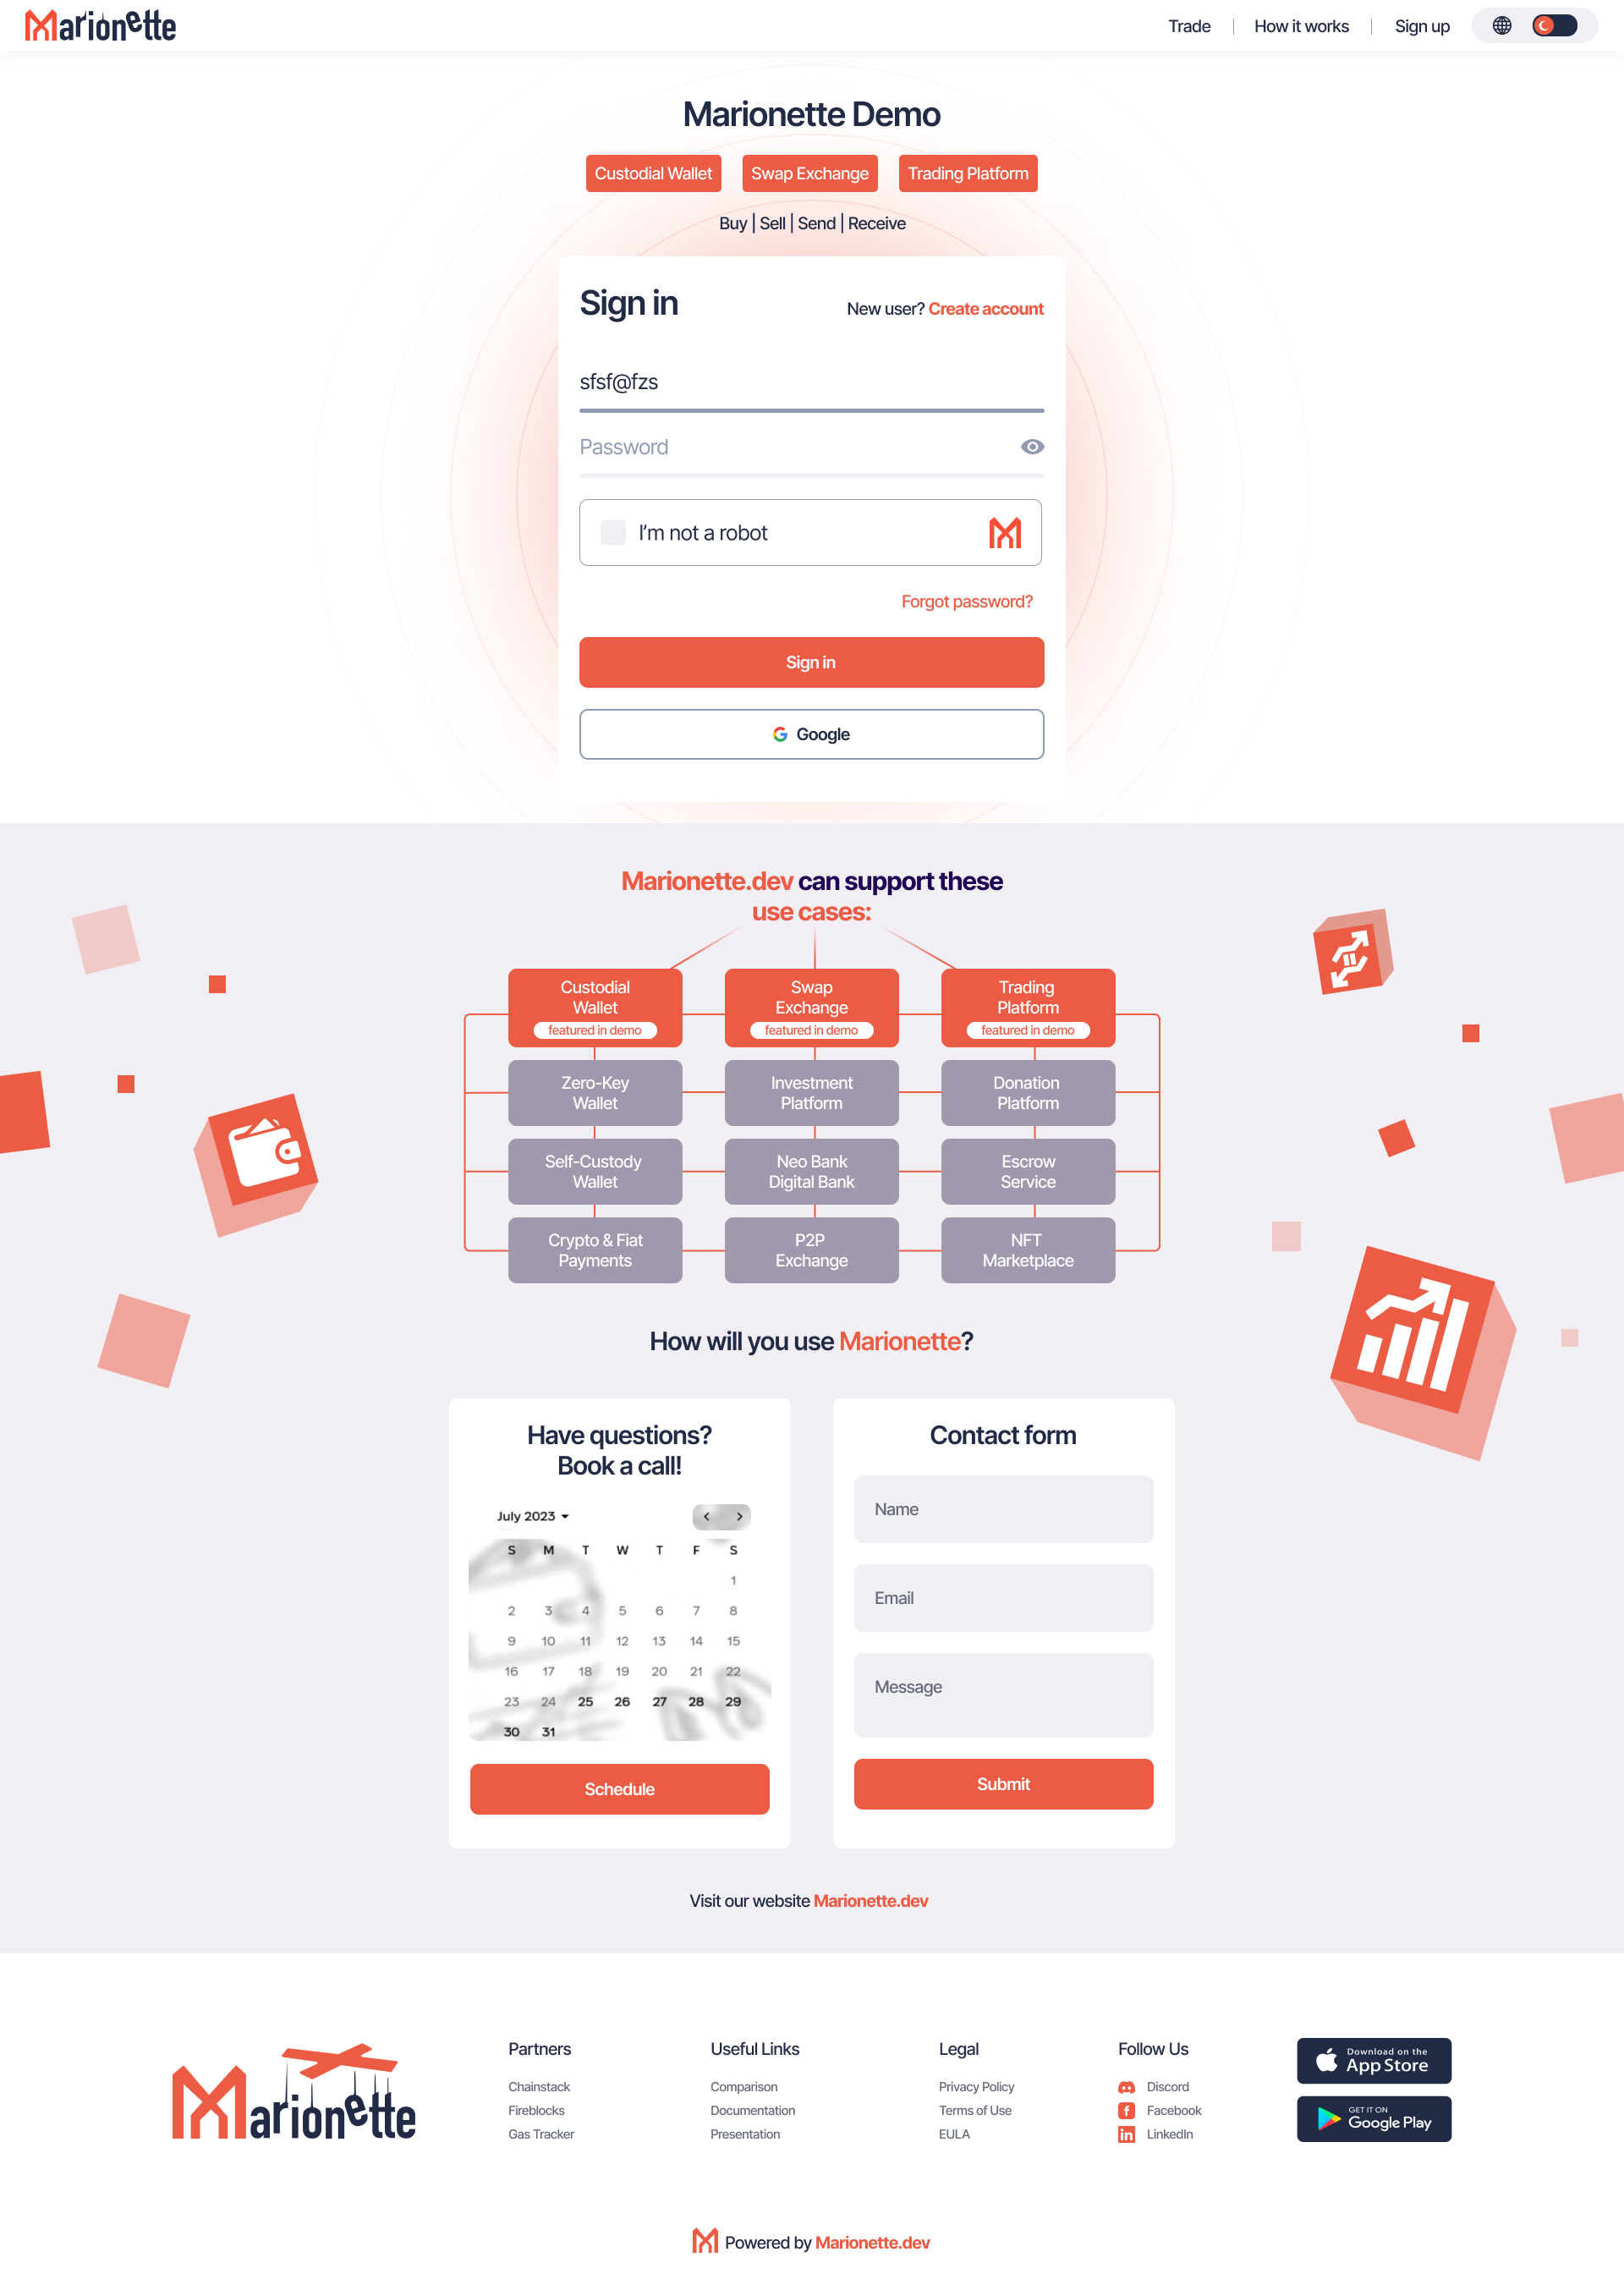 Marionette
Trade | How it works | Sign up
Marionette Demo
Custodial Wallet
Swap Exchange
Trading Platform
Buy | Sell | Send | Receive
Sign in
New user? Create account
sfsf@fzs
Password
I'm not a robot
Forgot password?
Sign in
Google
Marionette.dev can support these
use cases:
Custodial
Wallet
featured in demo
Swap
Exchange
featured in demo
Trading
Platform
featured in demo
Zero-Key
Wallet
Investment
Platform
Donation
Platform
Self-Custody
Wallet
Neo Bank
Digital Bank
Escrow
Service
Crypto & Fiat
Payments
P2P
Exchange
NFT
Marketplace
How will you use Marionette?
Have questions?
Book a call!
July 2023
S M T W T F S
1
2 3 4 5 6 7 8
9 10 11 12 13 14 15
16 17 18 19 20 21 22
23 24 25 26 27 28 29
30 31
Schedule
Contact form
Name
Email
Message
Submit
Visit our website Marionette.dev
Marionette
Partners
Chainstack
Fireblocks
Gas Tracker
Useful Links
Comparison
Documentation
Presentation
Legal
Privacy Policy
Terms of Use
EULA
Follow Us
Discord
Facebook
LinkedIn
Download on the
App Store
GET IT ON
Google Play
Powered by Marionette.dev